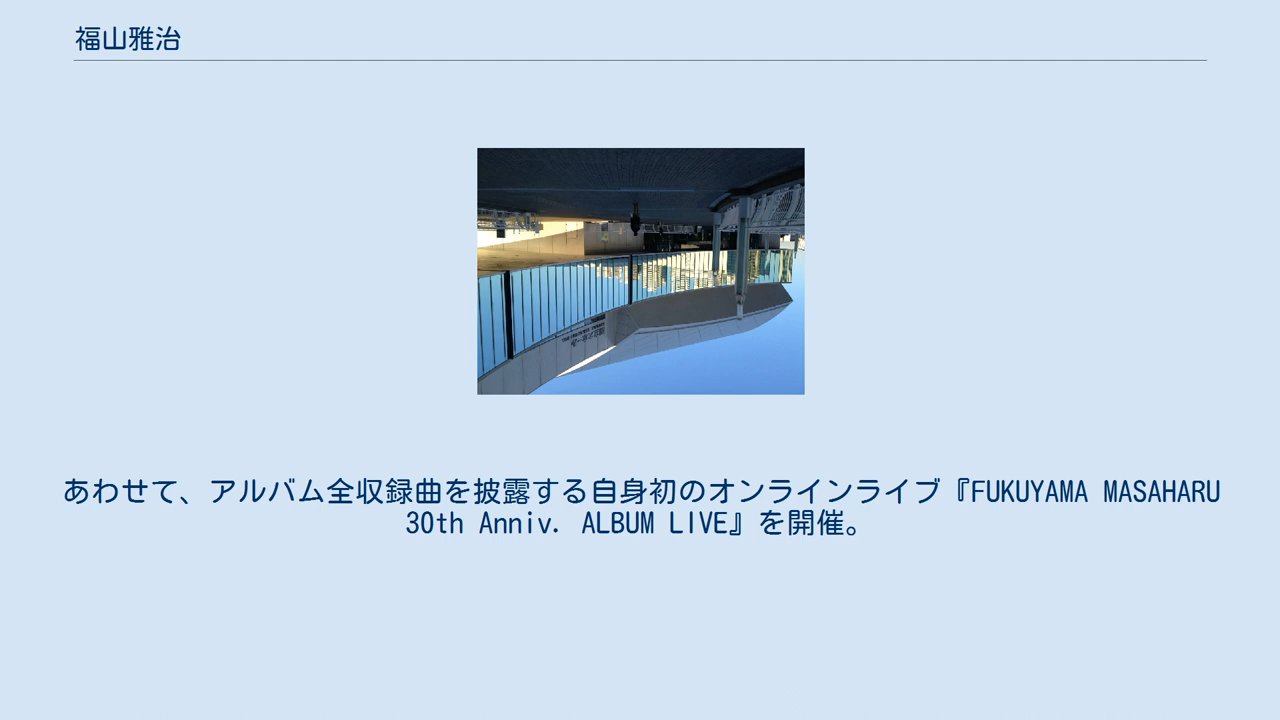 福山雅治
あわせて、アルバム全収録曲を披露する自身初のオンラインライブ『FUKUYAMA MASAHARU
30th Anniv. ALBUM LIVE』を開催。